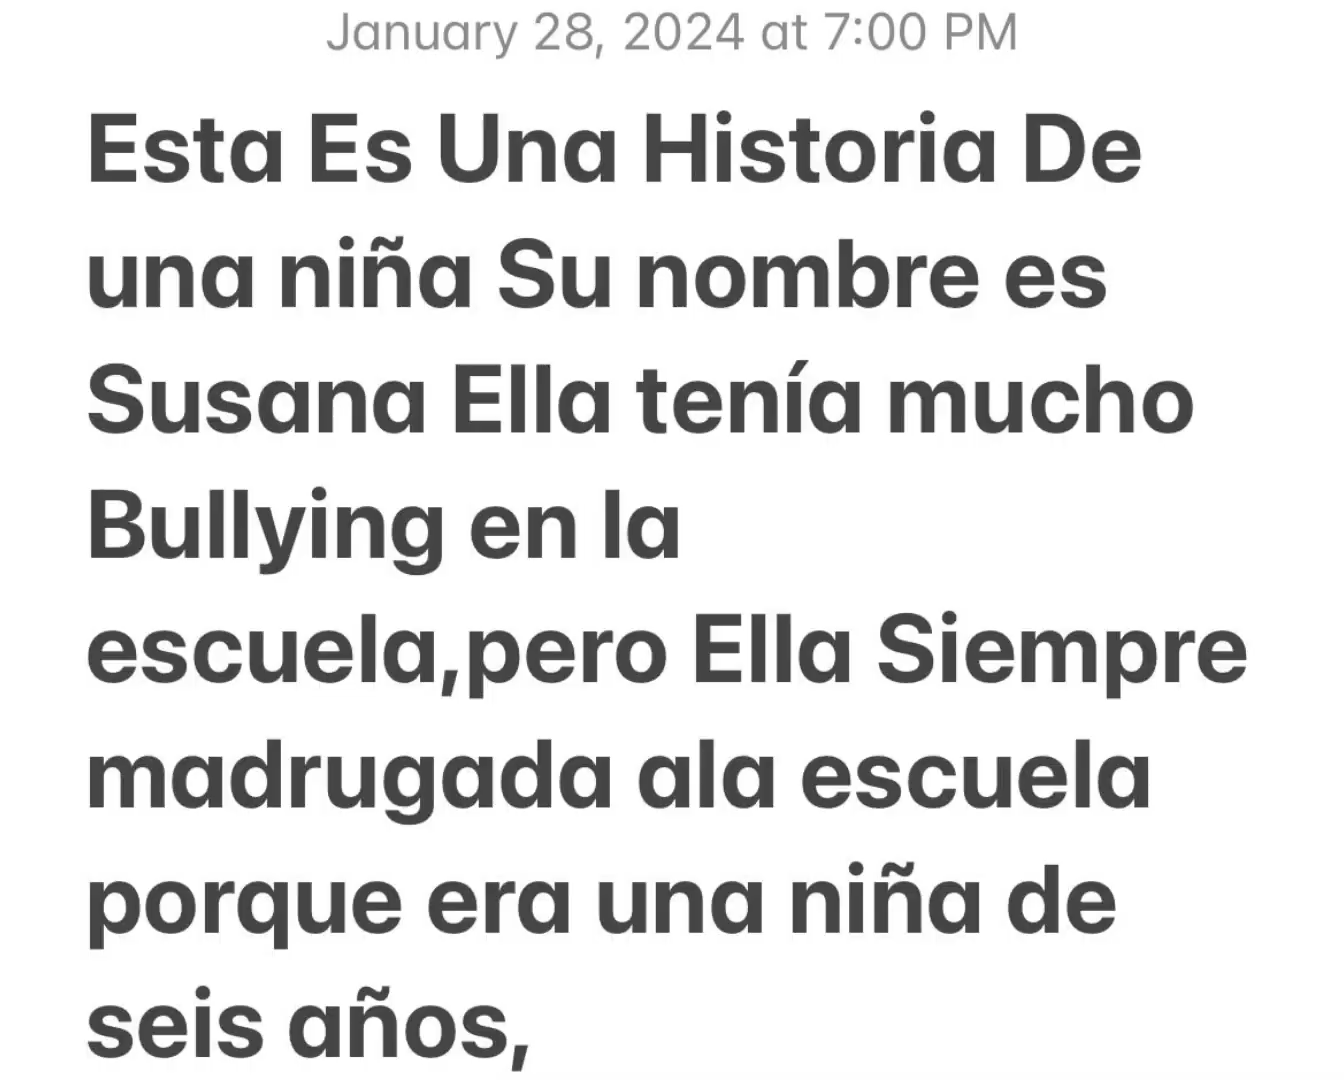 January 28, 2024 at 7:00 PM
Esta Es Una Historia De
una niña Su nombre es
Susana Ella tenía mucho
Bullying en la
escuela,pero Ella Siempre
madrugada ala escuela
porque era una niña de
seis años,